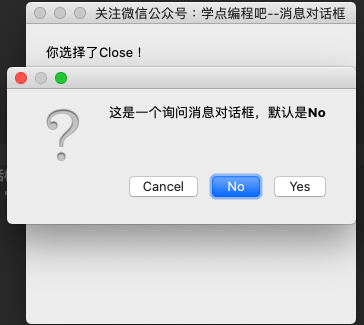 关注微信公众号：学点编程吧--消息对话框
你选择了Close！
这是一个询问消息对话框，默认是No
Cancel
No
Yes